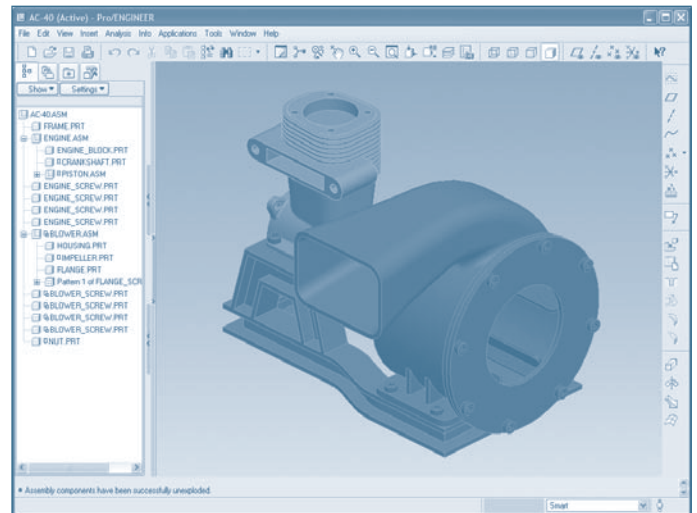 AC-40 (Active) - Pro/ENGINEER
File Edit View Insert Analysis Info Applications Tools Window Help
Show Settings
AC-40.ASM
FRAME.PRT
ENGINE.ASM
ENGINE_BLOCK.PRT
CRANKSHAFT.PRT
PISTON.ASM
ENGINE_SCREW.PRT
ENGINE_SCREW.PRT
ENGINE_SCREW.PRT
ENGINE_SCREW.PRT
BLOWER.ASM
HOUSING.PRT
IMPELLER.PRT
FLANGE.PRT
Pattern 1 of FLANGE_SCR
BLOWER_SCREW.PRT
BLOWER_SCREW.PRT
BLOWER_SCREW.PRT
BLOWER_SCREW.PRT
NUT.PRT
• Assembly components have been successfully unexploded.
Smart